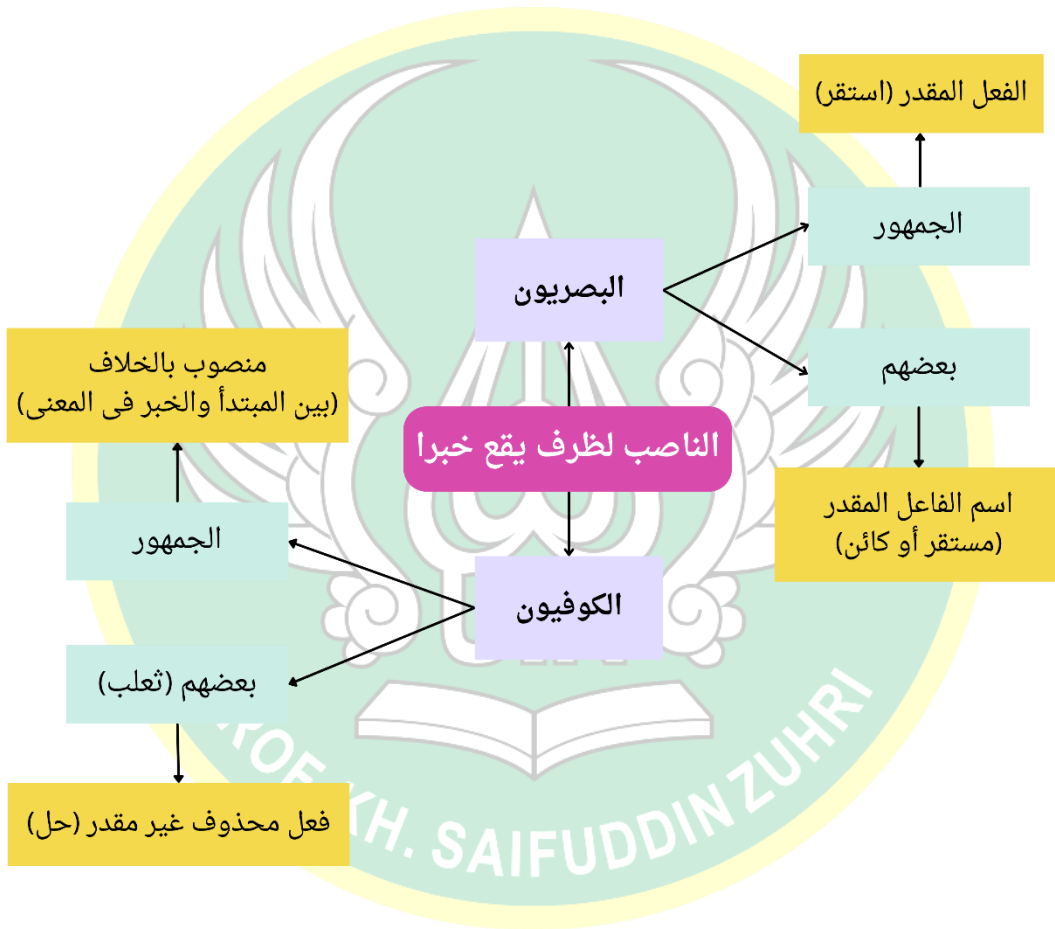 الفعل المقدر (استقر)
الجمهور
البصريون
بعضهم
منصوب بالخلاف
(بين المبتدأ والخبر فى المعنى)
الناصب لظرف يقع خبرا
اسم الفاعل المقدر
(مستقر أو كائن)
الجمهور
الكوفيون
بعضهم (ثعلب)
فعل محذوف غير مقدر (حل)
KH. SAIFUDDIN ZUHRI